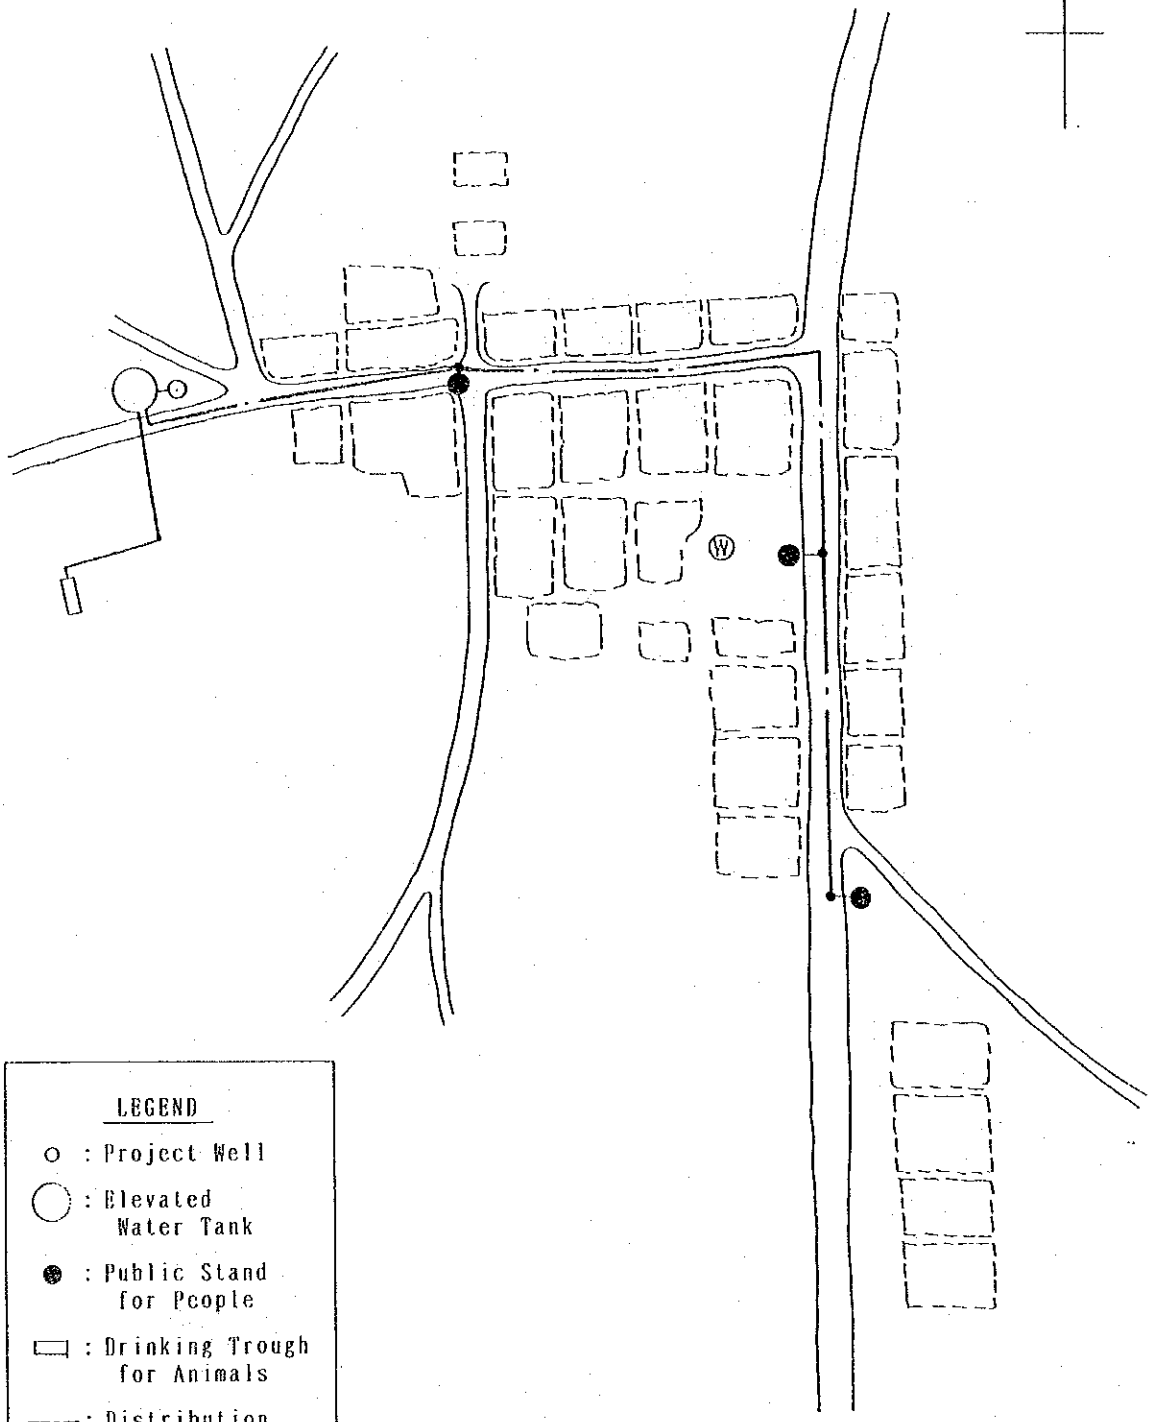 W
LEGEND
: Project Well
: Elevated
Water Tank
: Public Stand
for People
: Drinking Trough
for Animals
: Distribution